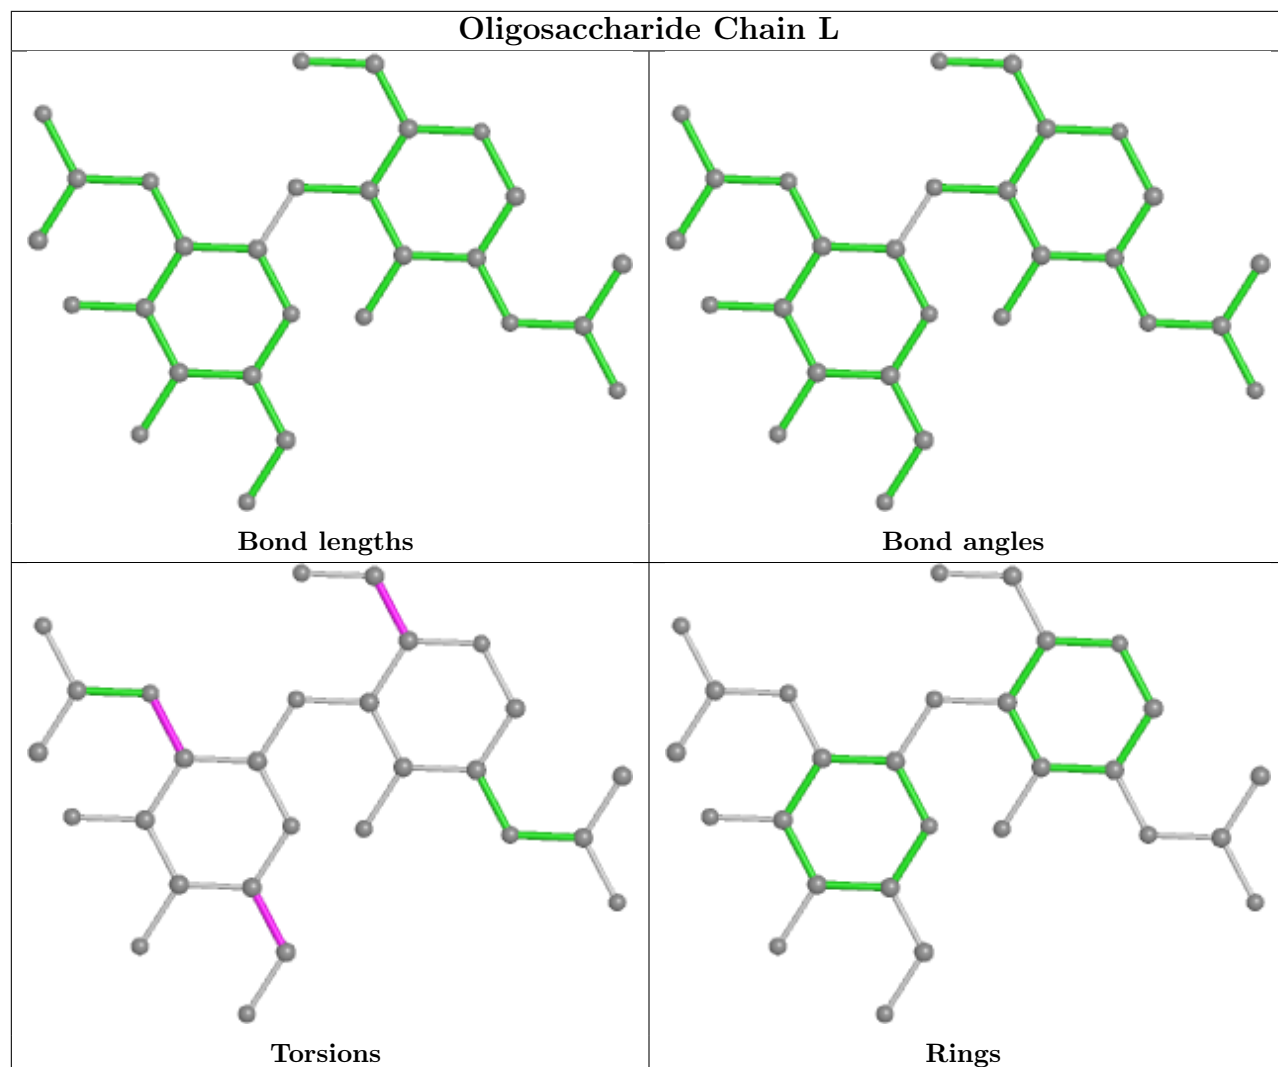 Oligosaccharide Chain L
Bond lengths
Bond angles
Torsions
Rings